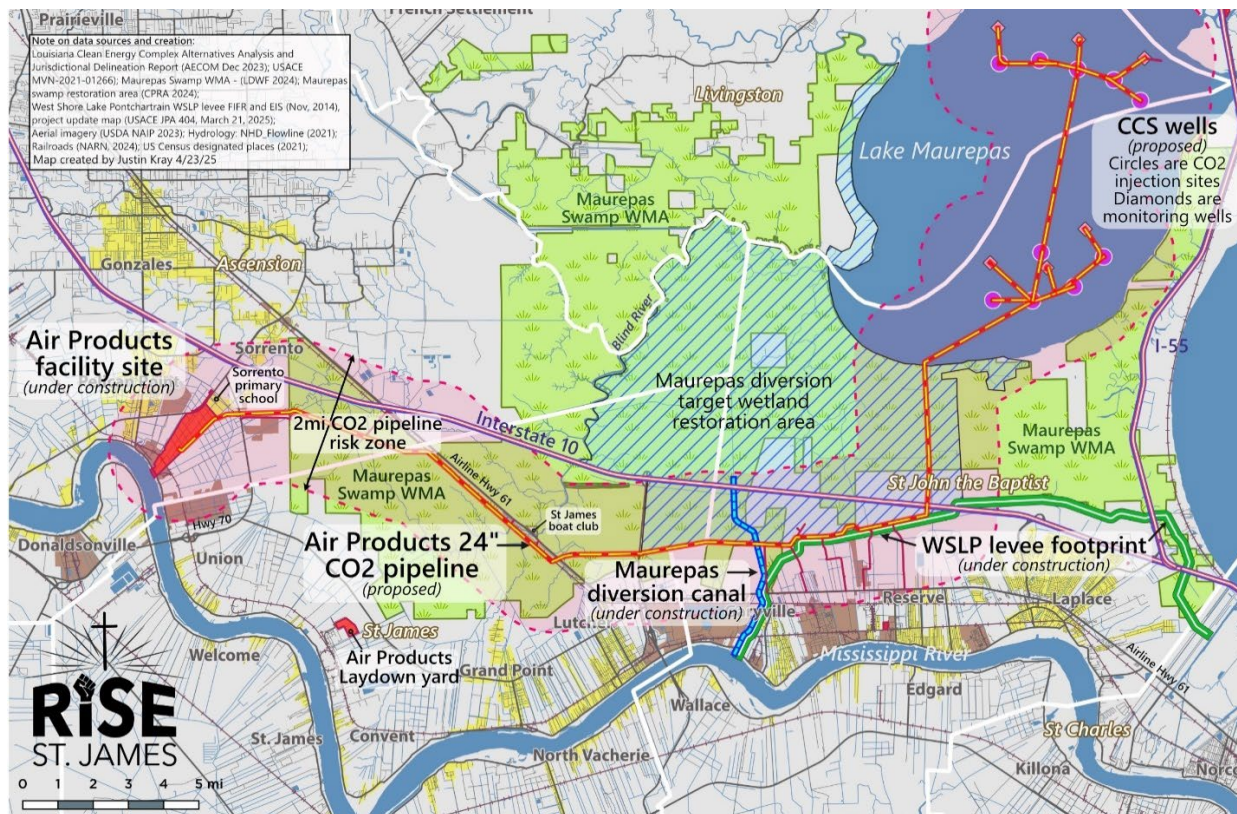 Prairieville
French Settlement
Note on data sources and creation:
Louisiana Clean Energy Complex Alternatives Analysis and
Jurisdictional Delineation Report (AECOM Dec 2023); USACE
MVN-2021-01266); Maurepas Swamp WMA - (LDWF 2024); Maurepas
swamp restoration area (CPRA 2024);
West Shore Lake Pontchartrain WSLP levee FIFR and EIS (Nov, 2014),
project update map (USACE JPA 404, March 21, 2025);
Aerial imagery (USDA NAIP 2023); Hydrology: NHD_Flowline (2021);
Railroads (NARN, 2024); US Census designated places (2021);
Map created by Justin Kray 4/23/25
Livingston
Lake Maurepas
CCS wells
(proposed)
Circles are CO2
injection sites
Diamonds are
monitoring wells
Maurepas
Swamp WMA
Gonzales
Ascension
Blind River
I-55
Air Products
facility site
(under construction)
Sorrento
Sorrento
primary
school
2mi CO2 pipeline
risk zone
Interstate 10
Maurepas diversion
target wetland
restoration area
Maurepas
Swamp WMA
Maurepas
Swamp WMA
Airline Hwy 61
St John the Baptist
Hwy 70
St James
boat club
Donaldsonville
Union
Air Products 24"
CO2 pipeline
(proposed)
Maurepas
diversion canal
(under construction)
WSLP levee footprint
(under construction)
Reserve
Laplace
St James
Air Products
Laydown yard
Welcome
Grand Point
Mississippi River
Airline Hwy 61
Edgard
Wallace
St Charles
RISE
ST. JAMES
St. James
Convent
North Vacherie
Killona
0 1 2 3 4 5 mi